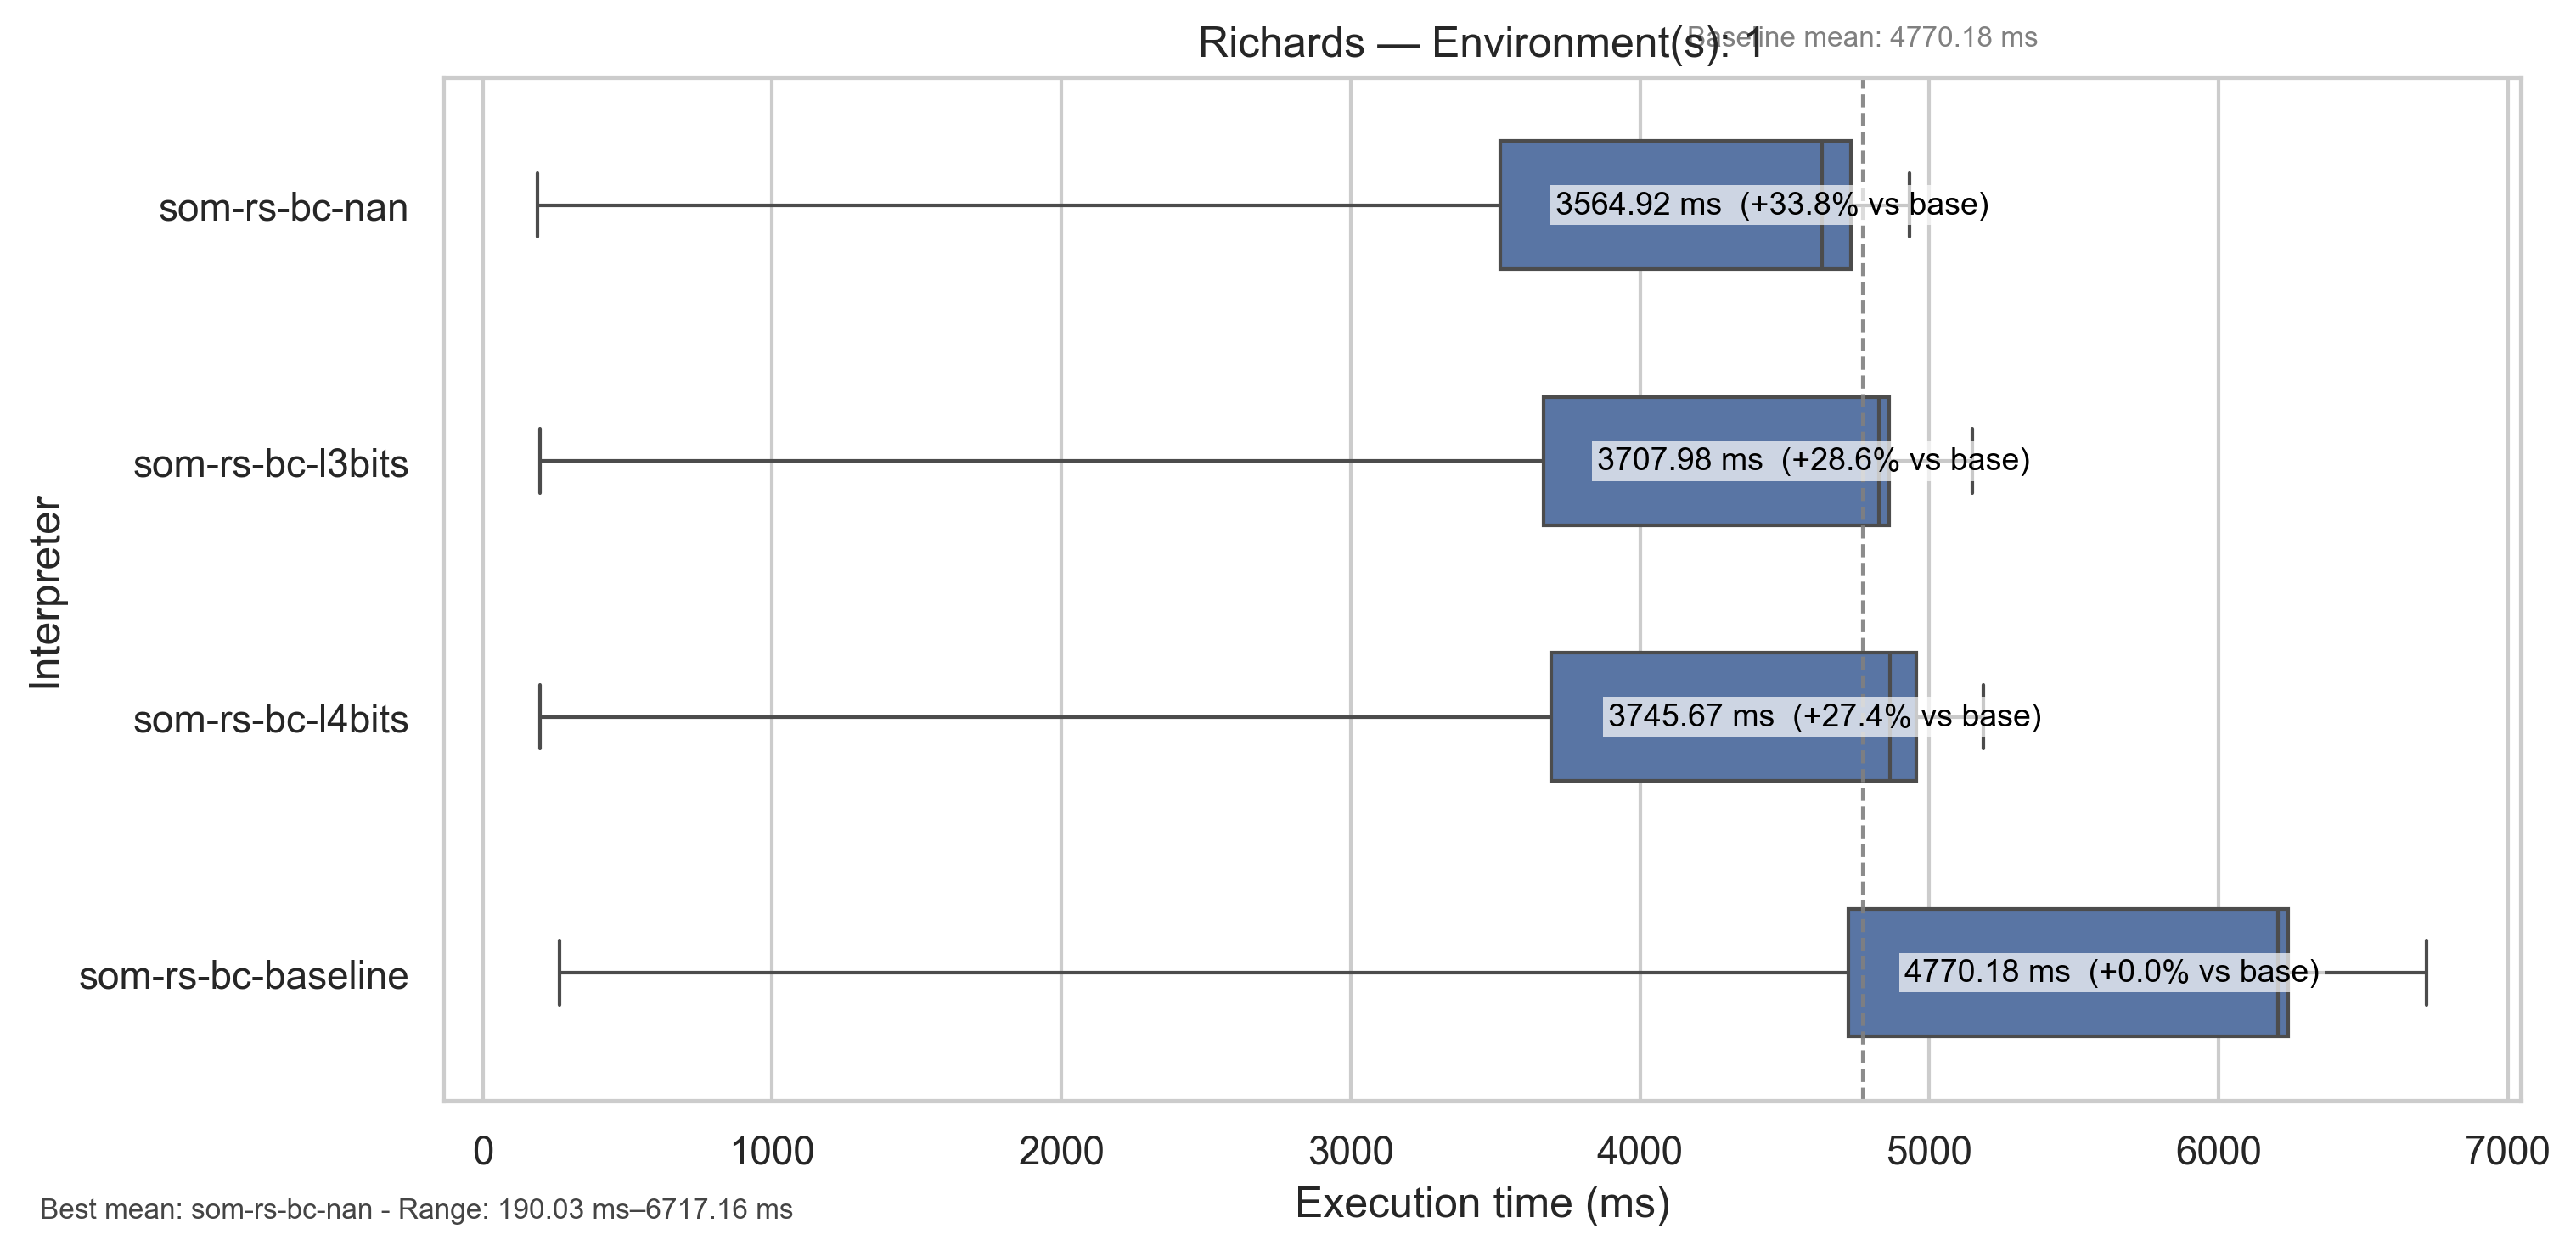 Richards — Environment(s): 1
Baseline mean: 4770.18 ms
Interpreter
som-rs-bc-nan
3564.92 ms (+33.8% vs base)
som-rs-bc-l3bits
3707.98 ms (+28.6% vs base)
som-rs-bc-l4bits
3745.67 ms (+27.4% vs base)
som-rs-bc-baseline
4770.18 ms (+0.0% vs base)
0 1000 2000 3000 4000 5000 6000 7000
Execution time (ms)
Best mean: som-rs-bc-nan - Range: 190.03 ms–6717.16 ms